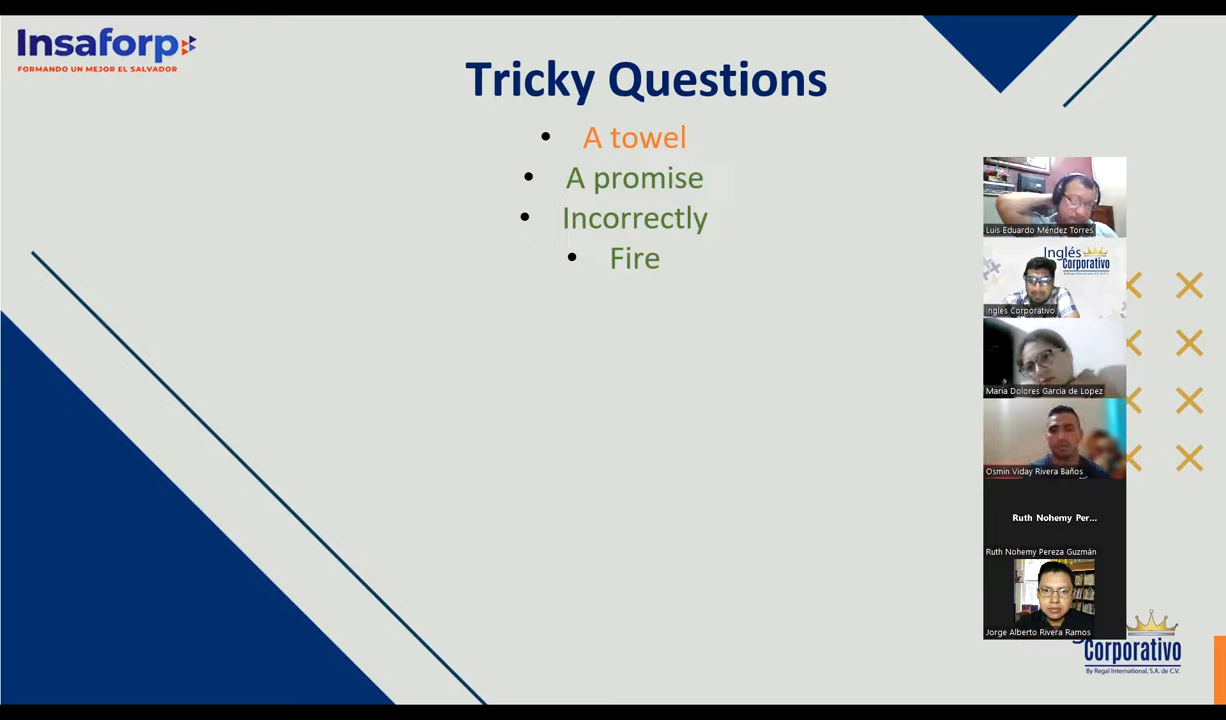 Insaforp
FORMANDO UN MEJOR EL SALVADOR
Tricky Questions
• A towel
• A promise
• Incorrectly
• Fire
Luis Eduardo Méndez Torres
Inglés
Corporativo
Inglés Corporativo
Maria Dolores Garcia de Lopez
Osmin Viday Rivera Baños
Ruth Nohemy Per...
Ruth Nohemy Pereza Guzmán
Jorge Alberto Rivera Ramos
Corporativo
By Regal International, S.A. de C.V.